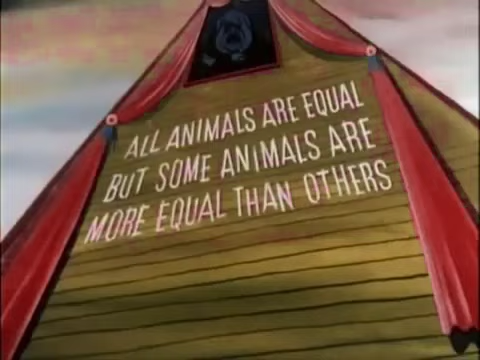 ALL ANIMALS ARE EQUAL
BUT SOME ANIMALS ARE
MORE EQUAL THAN OTHERS